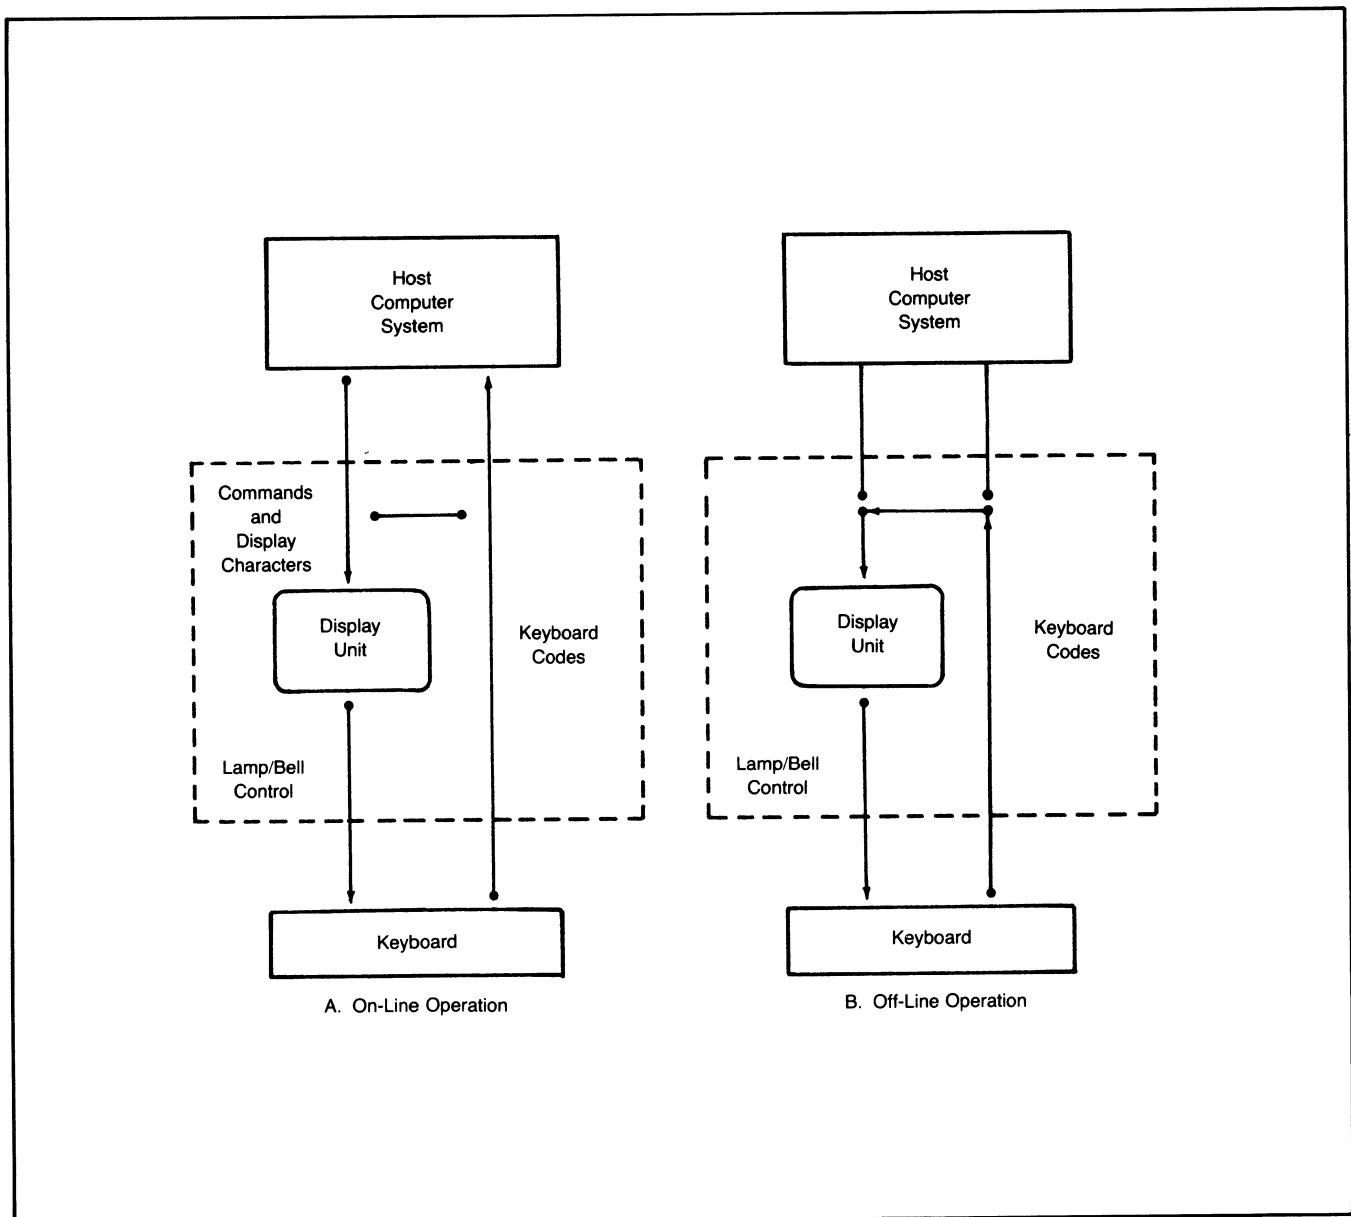 Host
Computer
System
Commands
and
Display
Characters
Display
Unit
Keyboard
Codes
Lamp/Bell
Control
Keyboard
A. On-Line Operation
Host
Computer
System
Display
Unit
Keyboard
Codes
Lamp/Bell
Control
Keyboard
B. Off-Line Operation